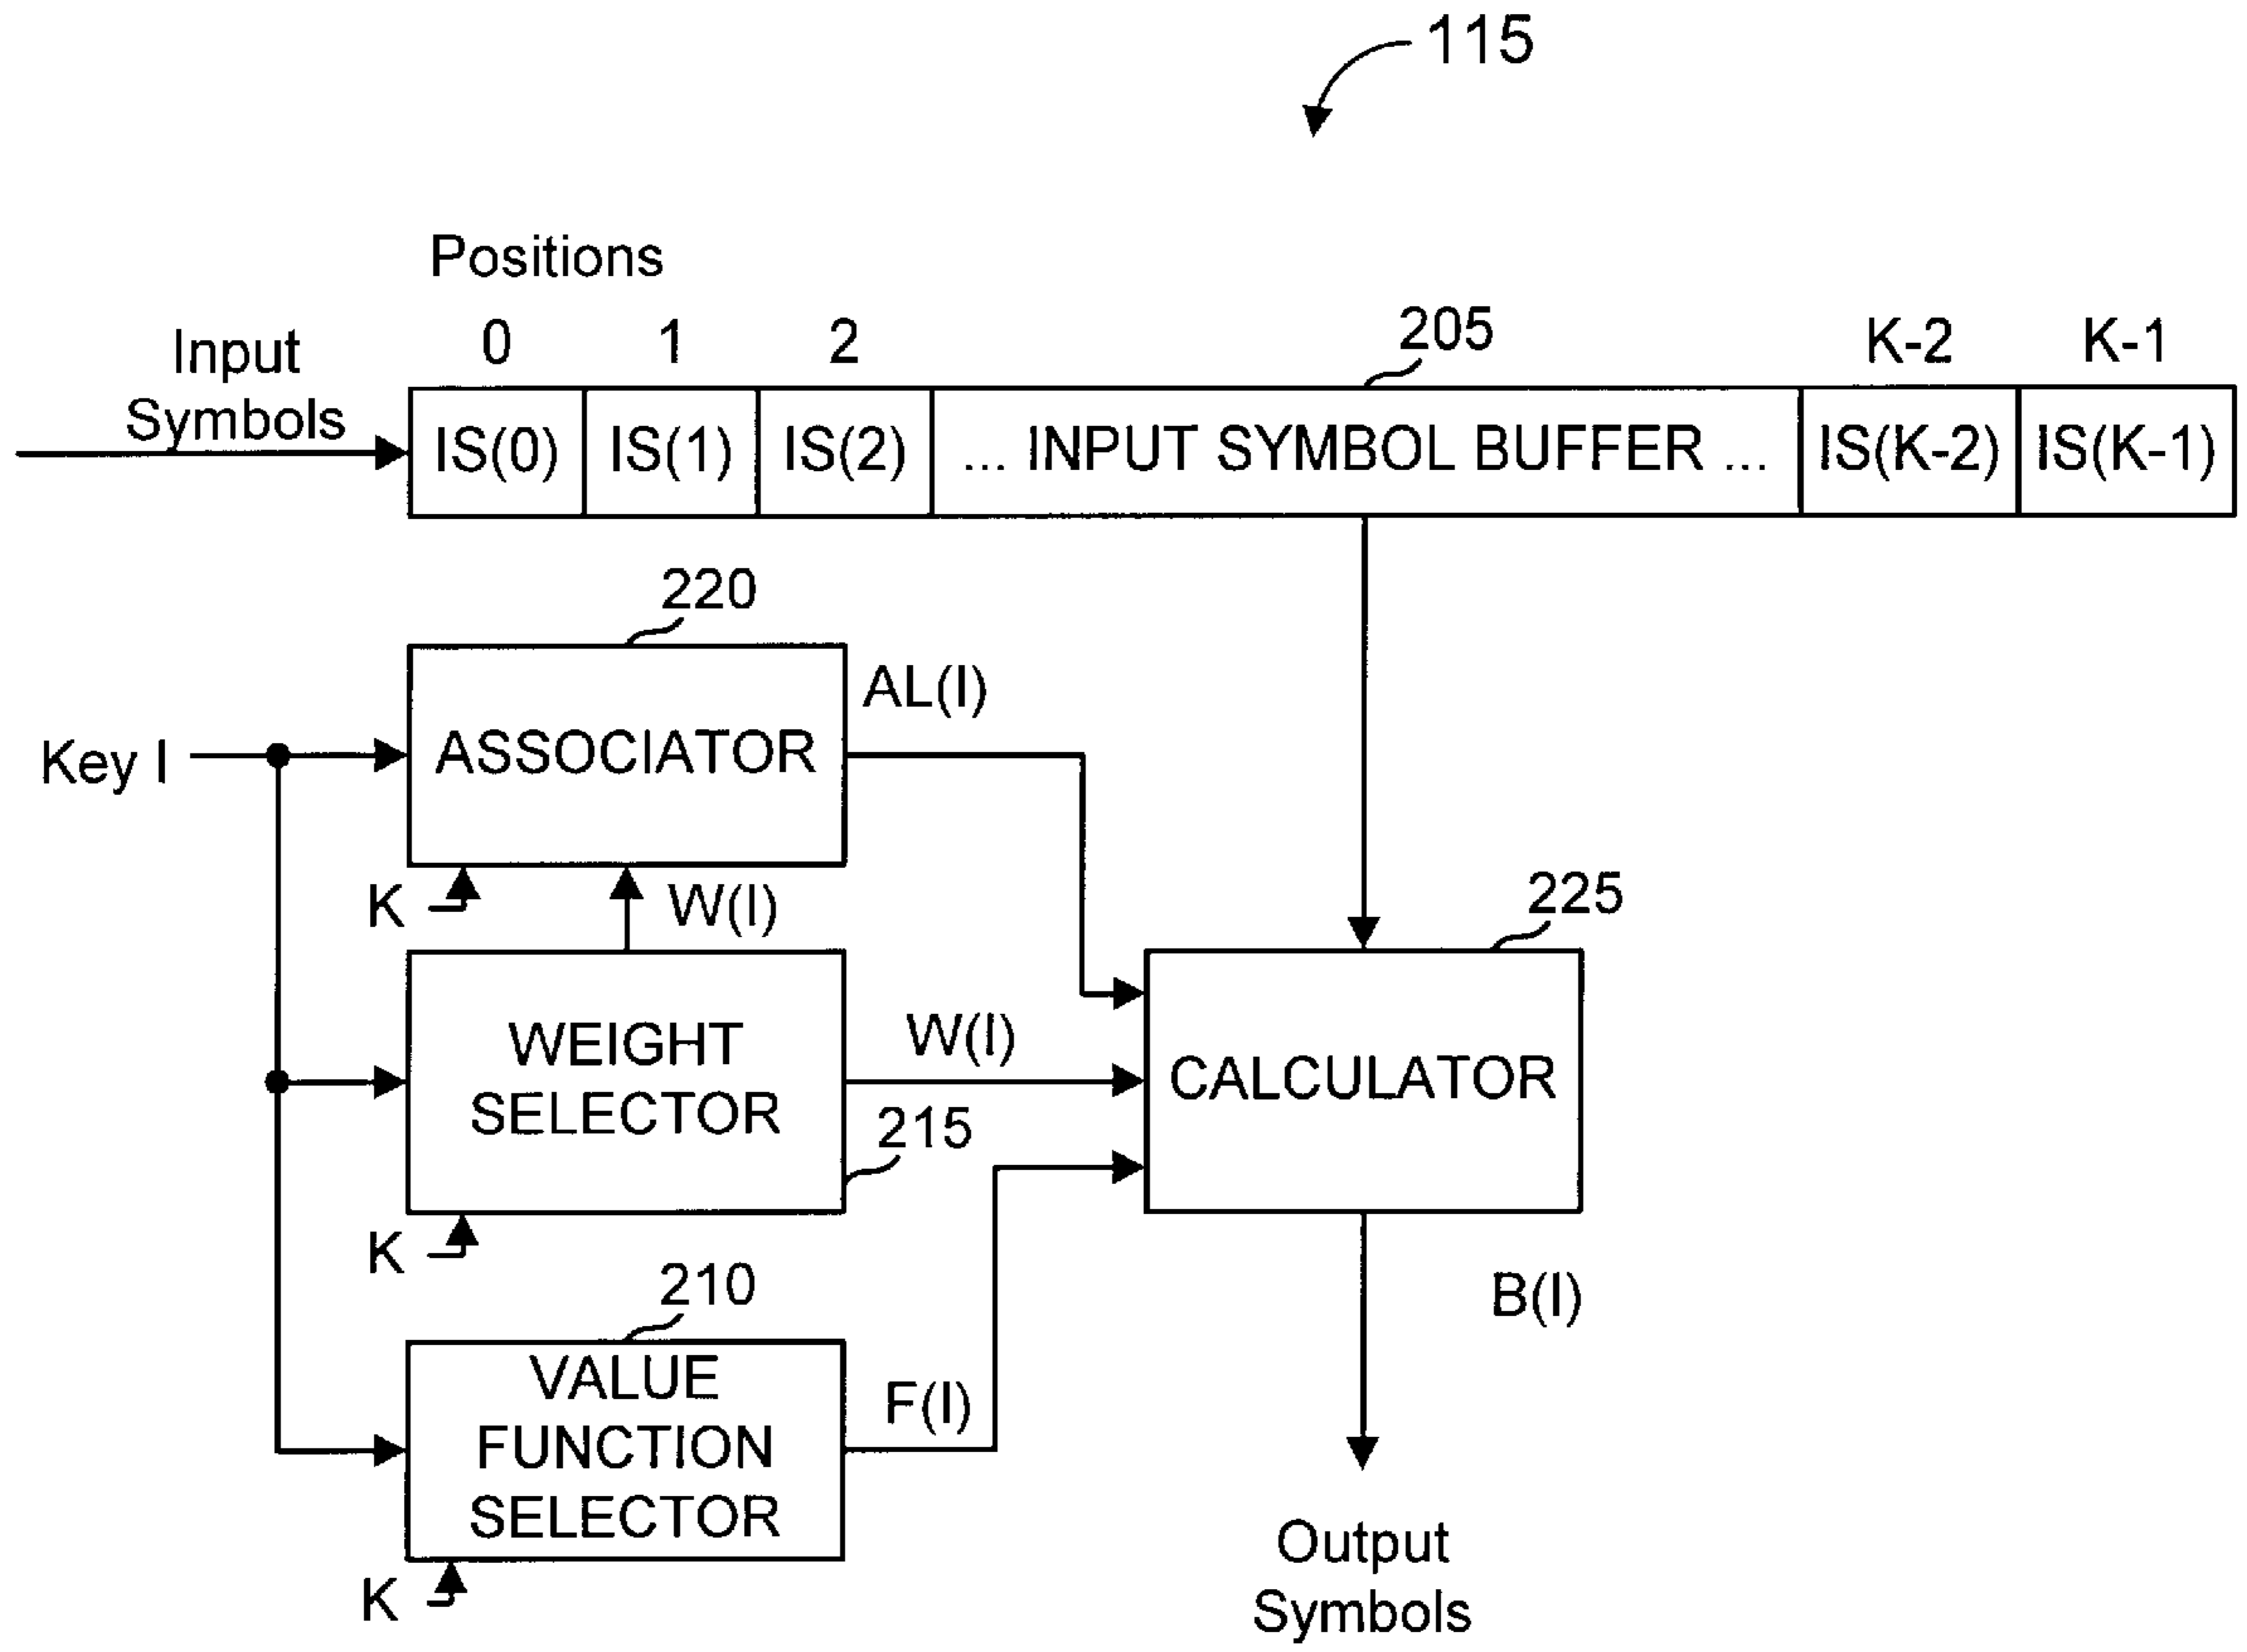 115
Positions
0 1 2 205 K-2 K-1
Input
Symbols
IS(0) IS(1) IS(2) ... INPUT SYMBOL BUFFER ... IS(K-2) IS(K-1)
220
AL(I)
Key I
ASSOCIATOR
K
W(I)
225
WEIGHT
SELECTOR
W(I)
215
CALCULATOR
K
210
B(I)
VALUE
FUNCTION
SELECTOR
F(I)
K
Output
Symbols